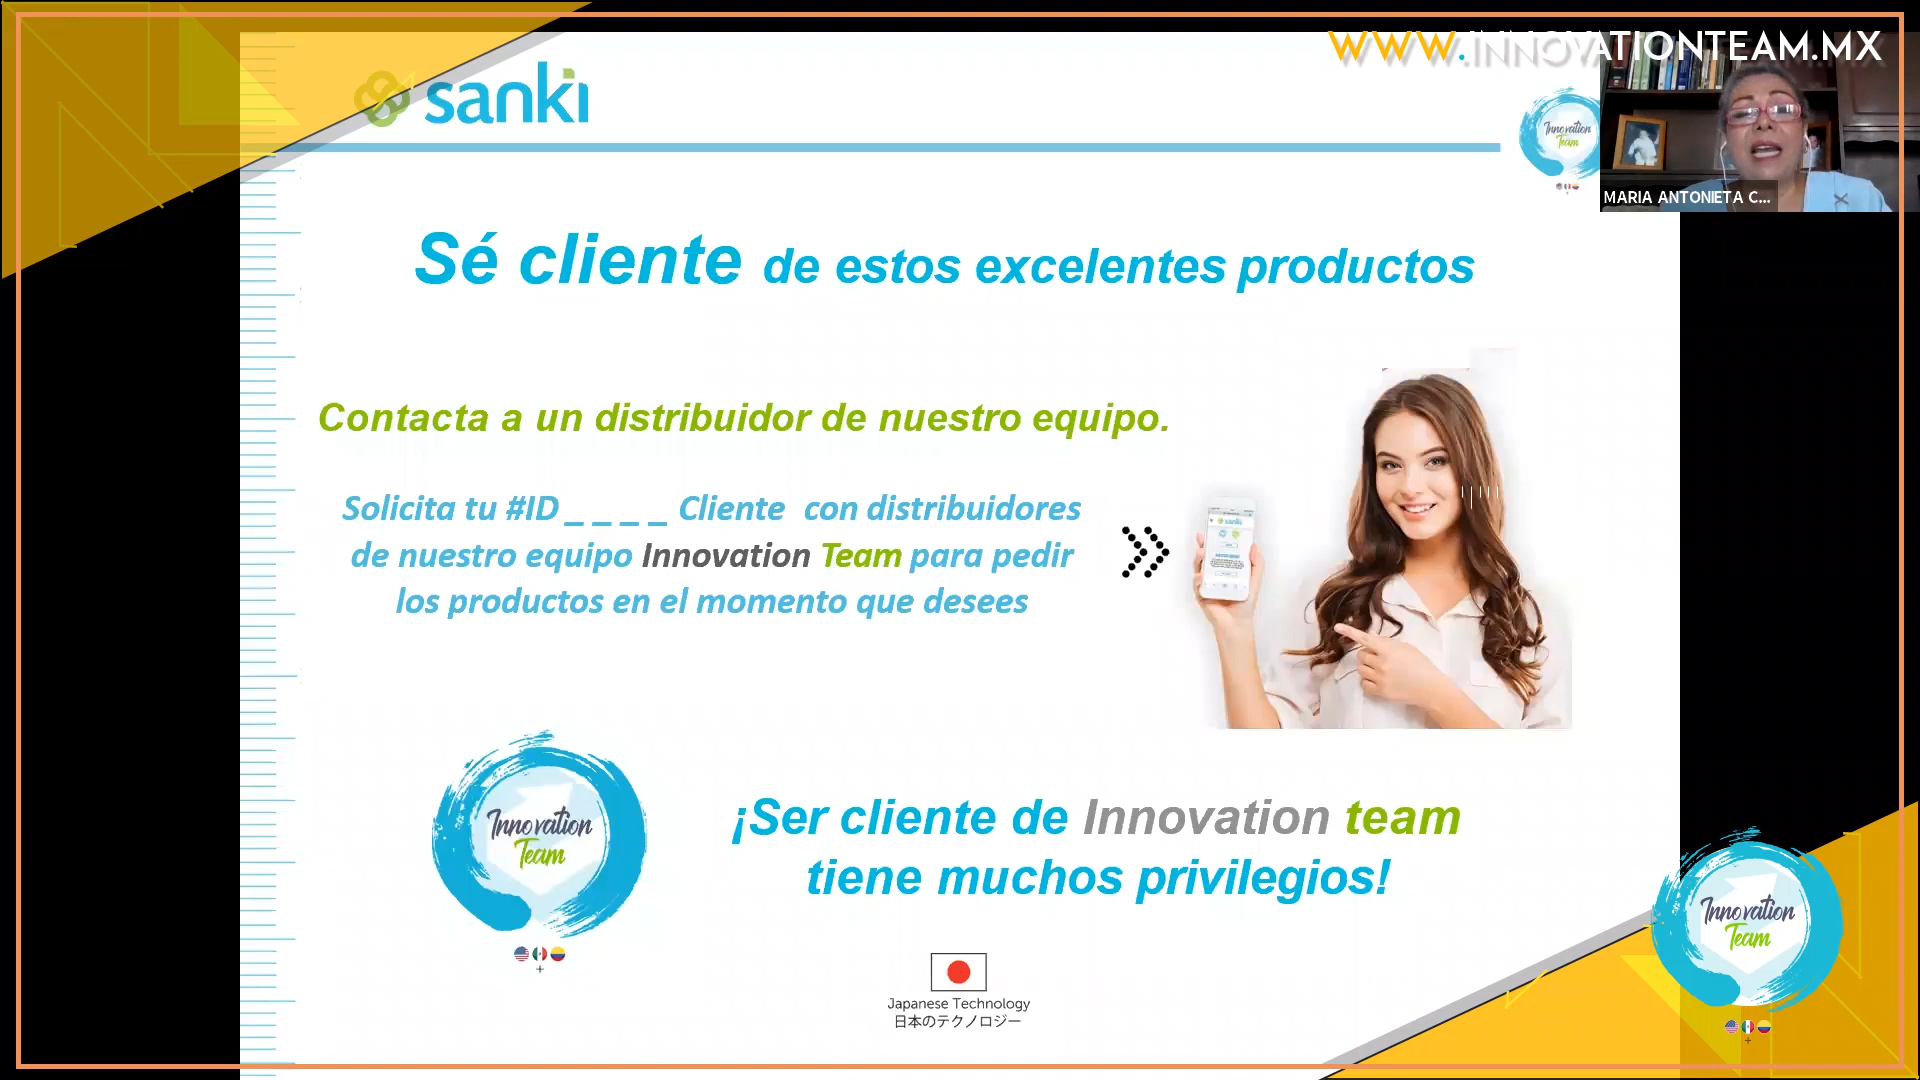 WWW.INNOVATIONTEAM.MX
sanki
Innovation
Team
MARIA ANTONIETA C...
Sé cliente de estos excelentes productos
Contacta a un distribuidor de nuestro equipo.
Solicita tu #ID _ _ _ _ Cliente con distribuidores
de nuestro equipo Innovation Team para pedir
los productos en el momento que desees
sanki
Innovation
Team
+
¡Ser cliente de Innovation team
tiene muchos privilegios!
Innovation
Team
+
Japanese Technology
日本のテクノロジー